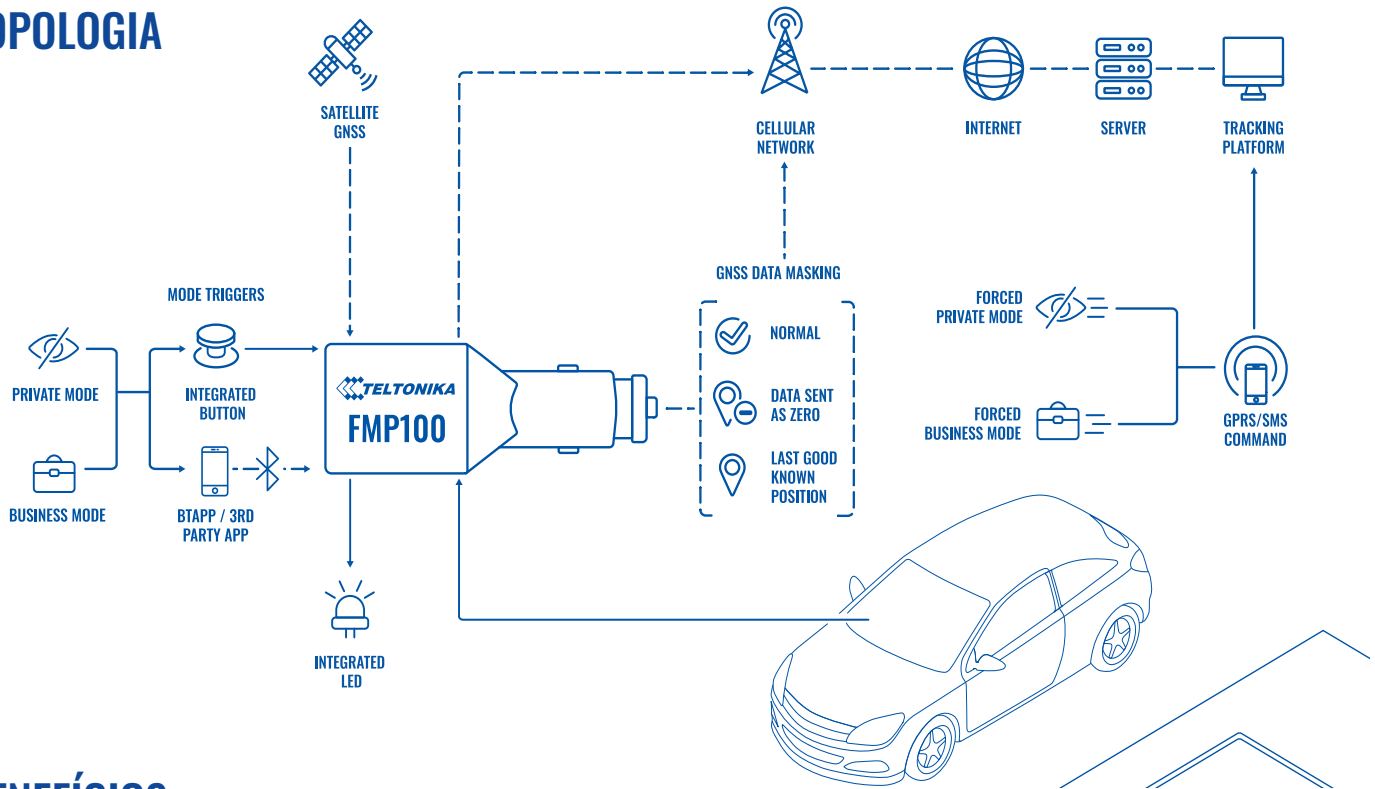 OPOLOGIA
SATELLITE
GNSS
CELLULAR
NETWORK
INTERNET
SERVER
TRACKING
PLATFORM
GNSS DATA MASKING
MODE TRIGGERS
PRIVATE MODE
INTEGRATED
BUTTON
BUSINESS MODE
BTAPP / 3RD
PARTY APP
TELTONIKA
FMP100
INTEGRATED
LED
NORMAL
DATA SENT
AS ZERO
LAST GOOD
KNOWN
POSITION
FORCED
PRIVATE MODE
FORCED
BUSINESS MODE
GPRS/SMS
COMMAND
ENEFÍCIOS